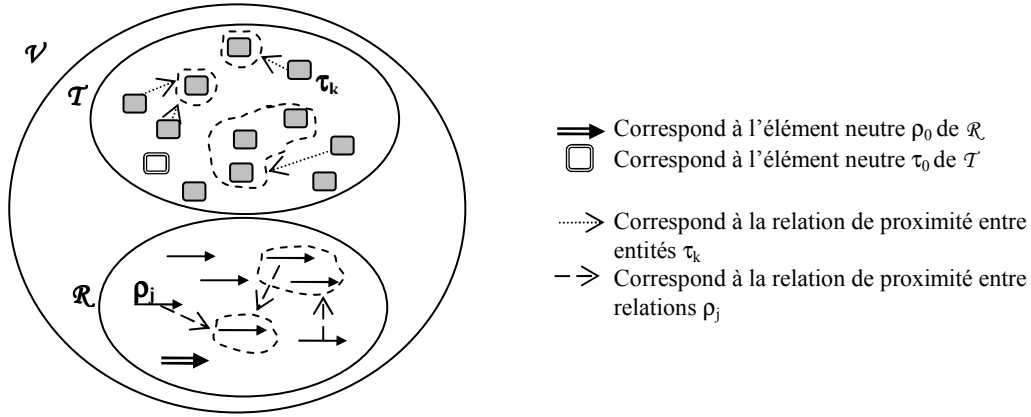 𝒱
𝒯
τk
ℛ
ρj
Correspond à l’élément neutre ρ0 de ℛ
Correspond à l’élément neutre τ0 de 𝒯
Correspond à la relation de proximité entre
entités τk
Correspond à la relation de proximité entre
relations ρj